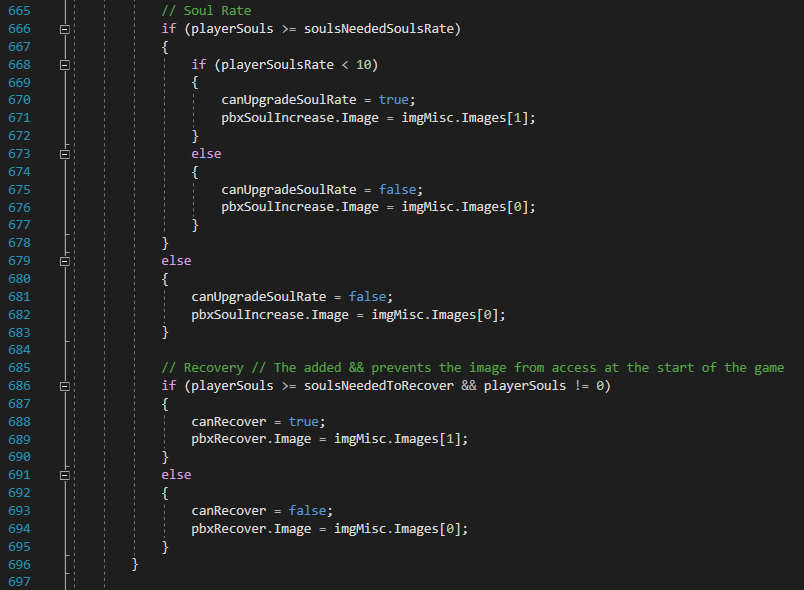 665 // Soul Rate
666 if (playerSouls >= soulsNeededSoulsRate)
667 {
668 if (playerSoulsRate < 10)
669 {
670 canUpgradeSoulRate = true;
671 pbxSoulIncrease.Image = imgMisc.Images[1];
672 }
673 else
674 {
675 canUpgradeSoulRate = false;
676 pbxSoulIncrease.Image = imgMisc.Images[0];
677 }
678 }
679 else
680 {
681 canUpgradeSoulRate = false;
682 pbxSoulIncrease.Image = imgMisc.Images[0];
683 }
684
685 // Recovery // The added && prevents the image from access at the start of the game
686 if (playerSouls >= soulsNeededToRecover && playerSouls != 0)
687 {
688 canRecover = true;
689 pbxRecover.Image = imgMisc.Images[1];
690 }
691 else
692 {
693 canRecover = false;
694 pbxRecover.Image = imgMisc.Images[0];
695 }
696 }
697